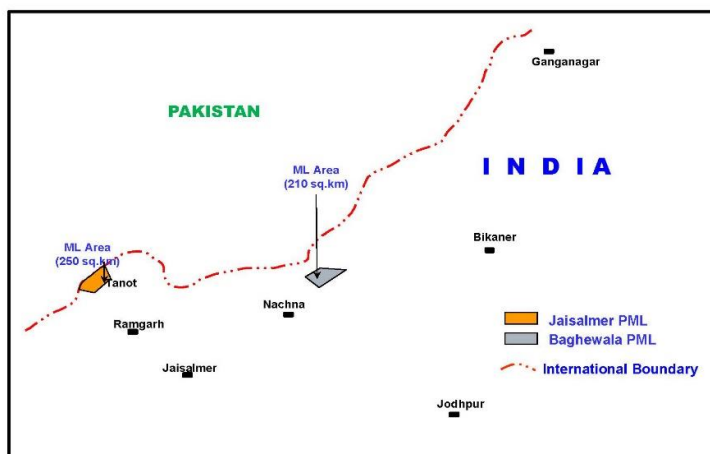 Ganganagar
PAKISTAN
INDIA
ML Area
(210 sq.km)
Bikaner
ML Area
(250 sq.km)
Tanot
Nachna
Ramgarh
Jaisalmer
Jodhpur
Jaisalmer PML
Baghewala PML
International Boundary